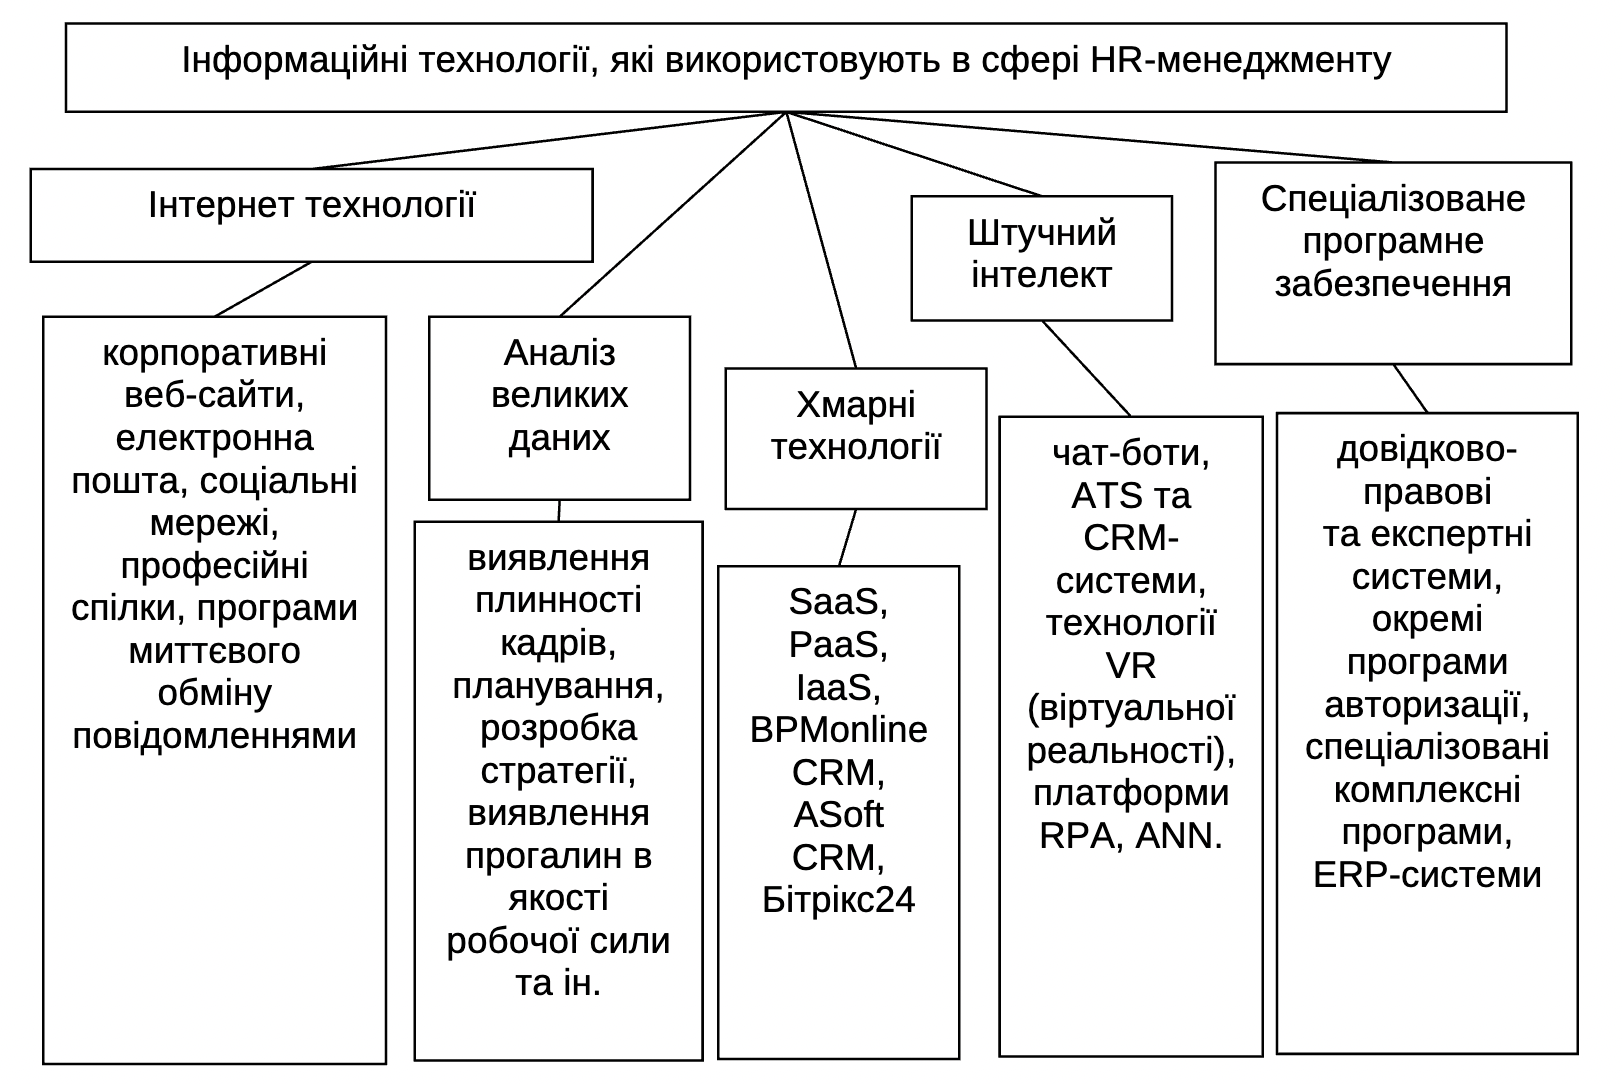 Інформаційні технології, які використовують в сфері HR-менеджменту
Інтернет технології
корпоративні
веб-сайти,
електронна
пошта, соціальні
мережі,
професійні
спілки, програми
миттєвого
обміну
повідомленнями
Аналіз
великих
даних
виявлення
плинності
кадрів,
планування,
розробка
стратегії,
виявлення
прогалин в
якості
робочої сили
та ін.
Хмарні
технології
SaaS,
PaaS,
IaaS,
BPMonline
CRM,
ASoft
CRM,
Бітрікс24
Штучний
інтелект
чат-боти,
ATS та
CRM-
системи,
технології
VR
(віртуальної
реальності),
платформи
RPA, ANN.
Спеціалізоване
програмне
забезпечення
довідково-
правові
та експертні
системи,
окремі
програми
авторизації,
спеціалізовані
комплексні
програми,
ERP-системи